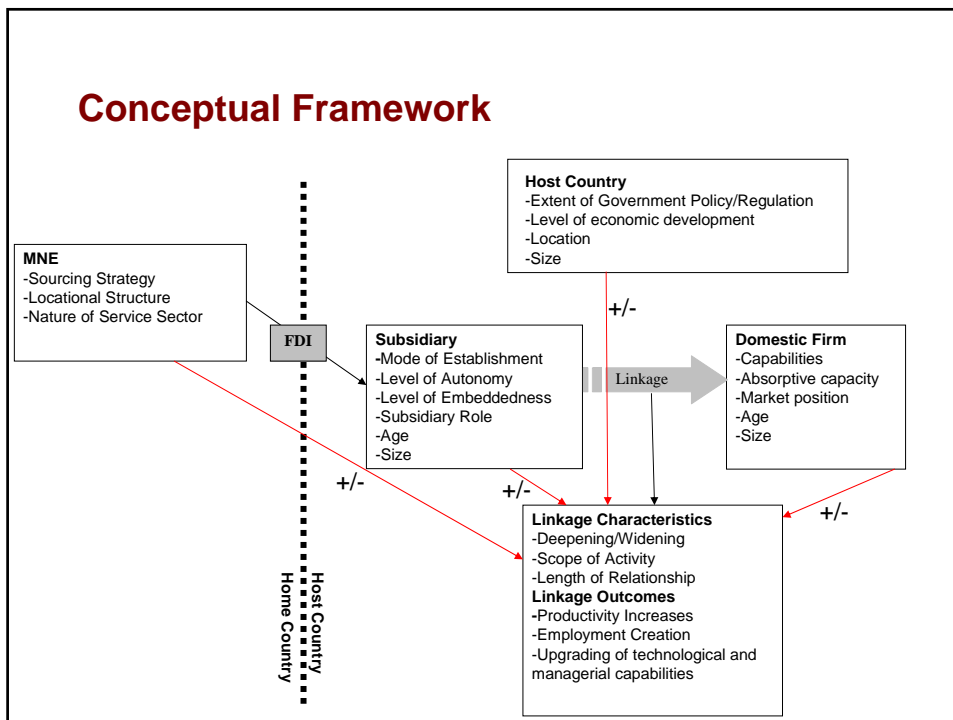 Conceptual Framework
Host Country
-Extent of Government Policy/Regulation
-Level of economic development
-Location
-Size
MNE
-Sourcing Strategy
-Locational Structure
-Nature of Service Sector
+/-
FDI
Subsidiary
-Mode of Establishment
-Level of Autonomy
-Level of Embeddedness
-Subsidiary Role
-Age
-Size
Linkage
Domestic Firm
-Capabilities
-Absorptive capacity
-Market position
-Age
-Size
+/-
+/-
+/-
Linkage Characteristics
-Deepening/Widening
-Scope of Activity
-Length of Relationship
Linkage Outcomes
-Productivity Increases
-Employment Creation
-Upgrading of technological and
managerial capabilities
Host Country
Home Country